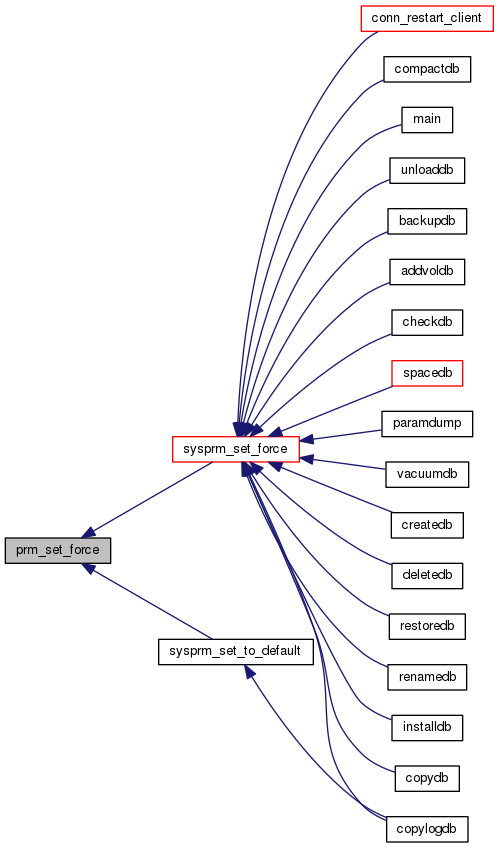 conn_restart_client
compactdb
main
unloaddb
backupdb
addvoldb
checkdb
spacedb
paramdump
sysprm_set_force
vacuumdb
createdb
prm_set_force
deletedb
restoredb
sysprm_set_to_default
renamedb
installdb
copydb
copylogdb